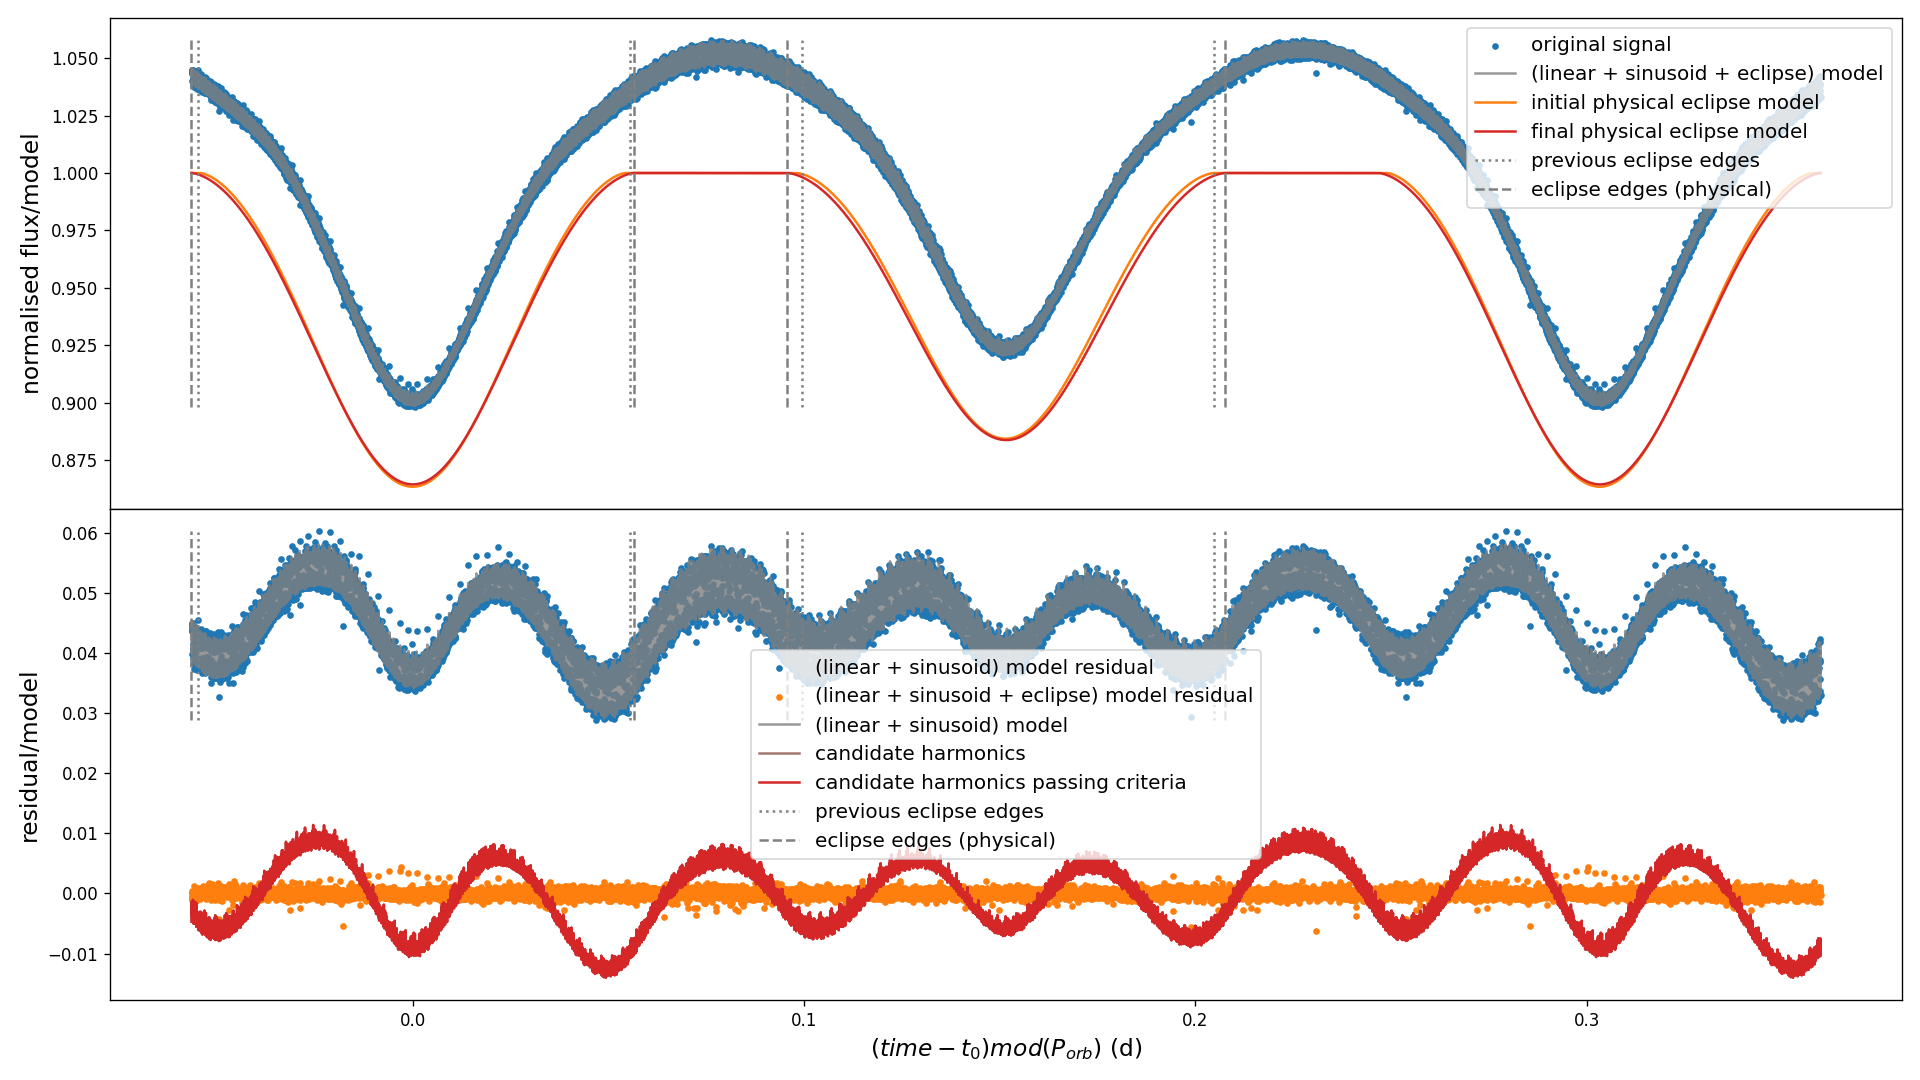 normalised flux/model
1.050
1.025
1.000
0.975
0.950
0.925
0.900
0.875
original signal
(linear + sinusoid + eclipse) model
initial physical eclipse model
final physical eclipse model
previous eclipse edges
eclipse edges (physical)
residual/model
0.06
0.05
0.04
0.03
0.02
0.01
0.00
−0.01
(linear + sinusoid) model residual
(linear + sinusoid + eclipse) model residual
(linear + sinusoid) model
candidate harmonics
candidate harmonics passing criteria
previous eclipse edges
eclipse edges (physical)
0.0 0.1 0.2 0.3
(time − t₀)mod(P_orb) (d)